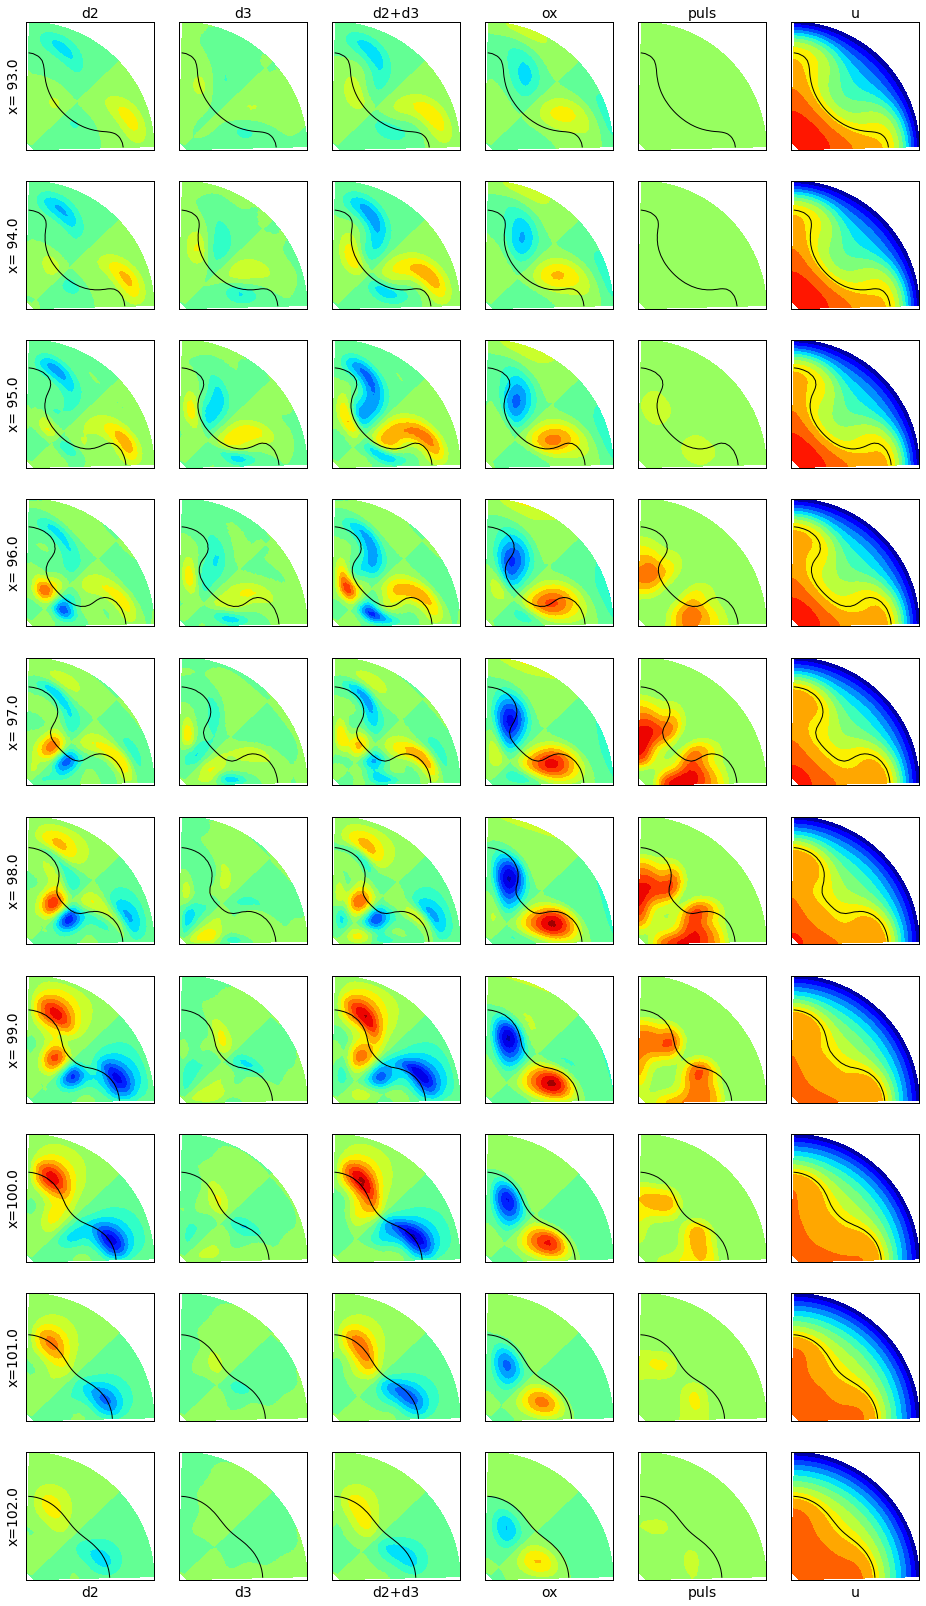 d2 d3 d2+d3 ox puls u
x= 93.0
x= 94.0
x= 95.0
x= 96.0
x= 97.0
x= 98.0
x= 99.0
x=100.0
x=101.0
x=102.0
d2 d3 d2+d3 ox puls u